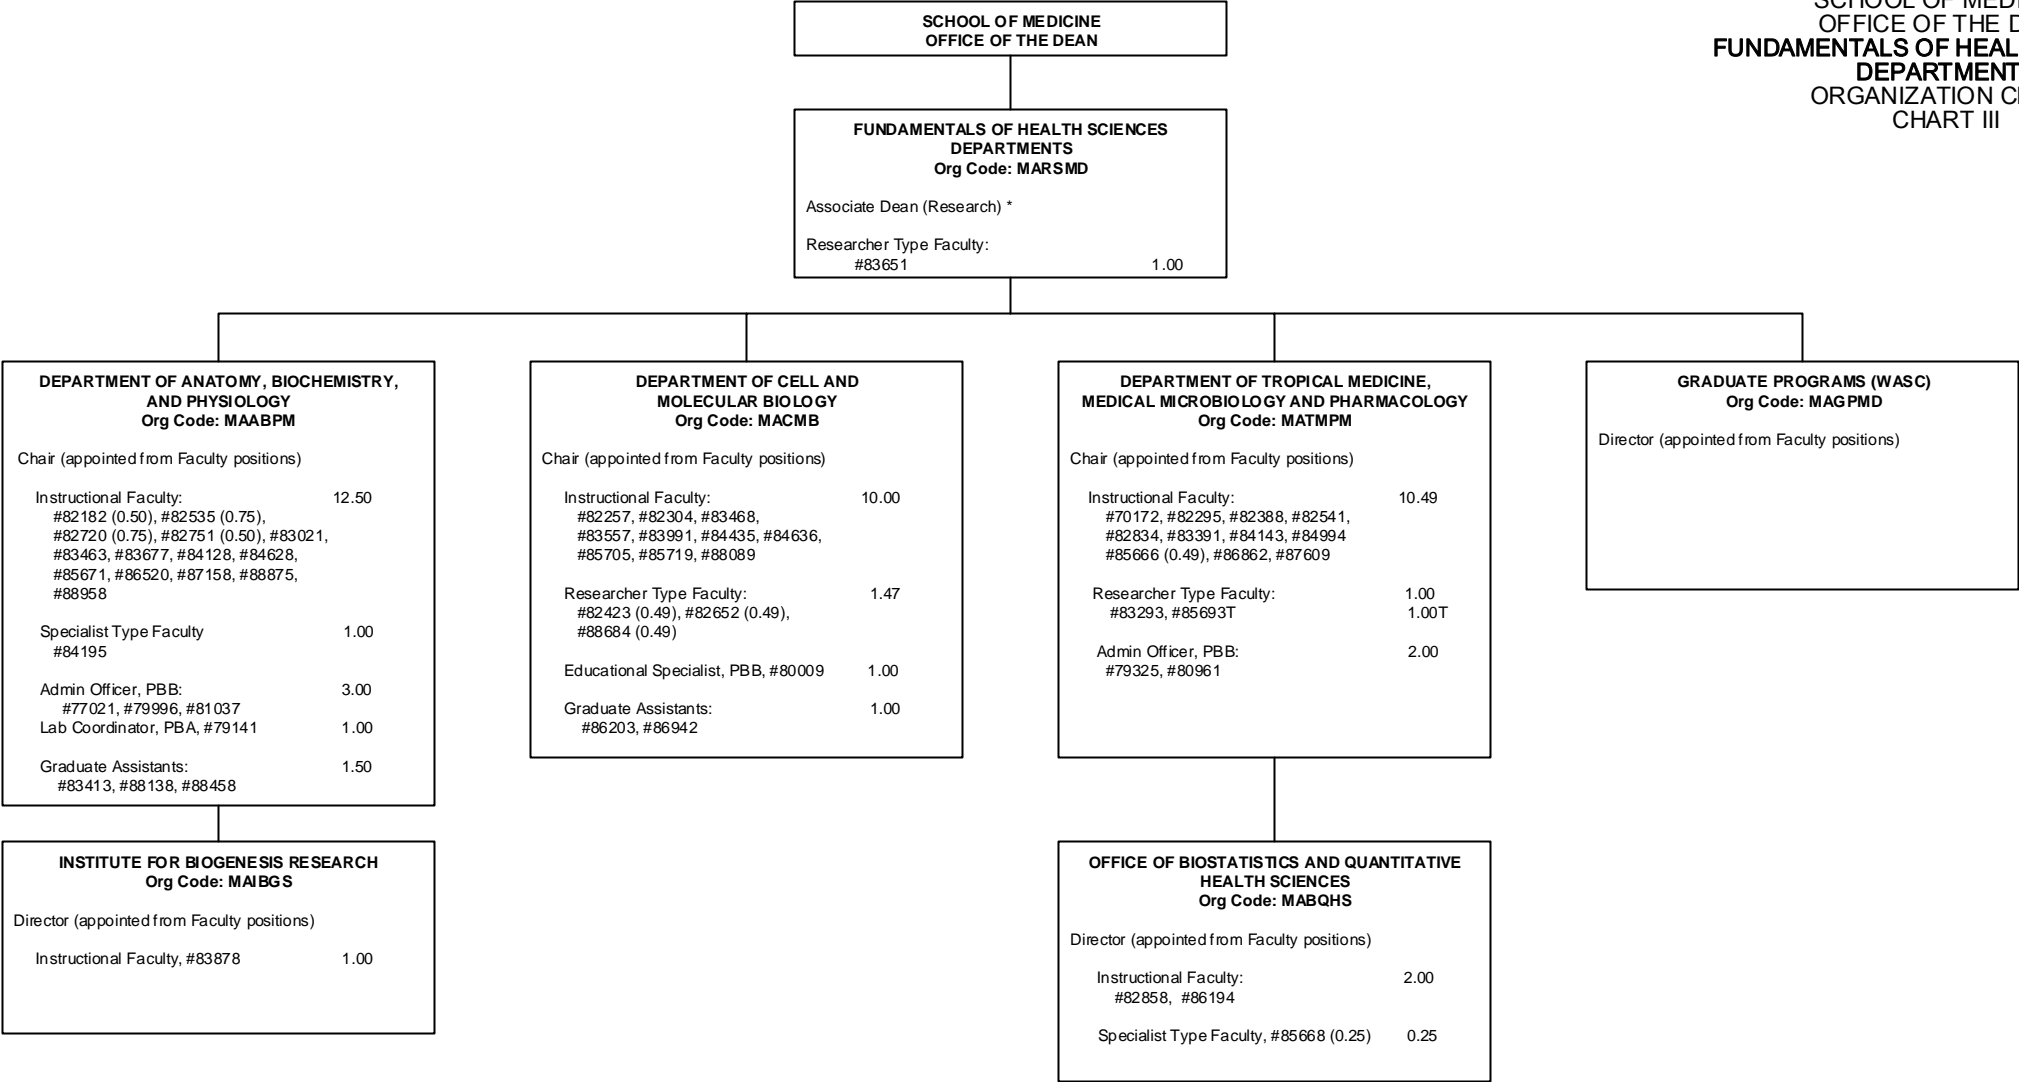 SCHOOL OF MEDICINE
OFFICE OF THE DEAN
OFFICE OF THE
FUNDAMENTALS OF
DEPARTMENT
ORGANIZATION
CHART III
FUNDAMENTALS OF HEALTH SCIENCES
DEPARTMENTS
Org Code: MARSMD
Associate Dean (Research) *
Researcher Type Faculty:
#83651 1.00
DEPARTMENT OF ANATOMY, BIOCHEMISTRY,
AND PHYSIOLOGY
Org Code: MAABPM
Chair (appointed from Faculty positions)
Instructional Faculty: 12.50
#82182 (0.50), #82535 (0.75),
#82720 (0.75), #82751 (0.50), #83021,
#83463, #83677, #84128, #84628,
#85671, #86520, #87158, #88875,
#88958
Specialist Type Faculty 1.00
#84195
Admin Officer, PBB: 3.00
#77021, #79996, #81037
Lab Coordinator, PBA, #79141 1.00
Graduate Assistants: 1.50
#83413, #88138, #88458
DEPARTMENT OF CELL AND
MOLECULAR BIOLOGY
Org Code: MACMB
Chair (appointed from Faculty positions)
Instructional Faculty: 10.00
#82257, #82304, #83468,
#83557, #83991, #84435, #84636,
#85705, #85719, #88089
Researcher Type Faculty: 1.47
#82423 (0.49), #82652 (0.49),
#88684 (0.49)
Educational Specialist, PBB, #80009 1.00
Graduate Assistants: 1.00
#86203, #86942
DEPARTMENT OF TROPICAL MEDICINE,
MEDICAL MICROBIOLOGY AND PHARMACOLOGY
Org Code: MATMPM
Chair (appointed from Faculty positions)
Instructional Faculty: 10.49
#70172, #82295, #82388, #82541,
#82834, #83391, #84143, #84994
#85666 (0.49), #86862, #87609
Researcher Type Faculty: 1.00
#83293, #85693T 1.00T
Admin Officer, PBB: 2.00
#79325, #80961
GRADUATE PROGRAMS (WASC)
Org Code: MAGPMD
Director (appointed from Faculty positions)
INSTITUTE FOR BIOGENESIS RESEARCH
Org Code: MAIBGS
Director (appointed from Faculty positions)
Instructional Faculty, #83878 1.00
OFFICE OF BIOSTATISTICS AND QUANTITATIVE
HEALTH SCIENCES
Org Code: MABQHS
Director (appointed from Faculty positions)
Instructional Faculty: 2.00
#82858, #86194
Specialist Type Faculty, #85668 (0.25) 0.25